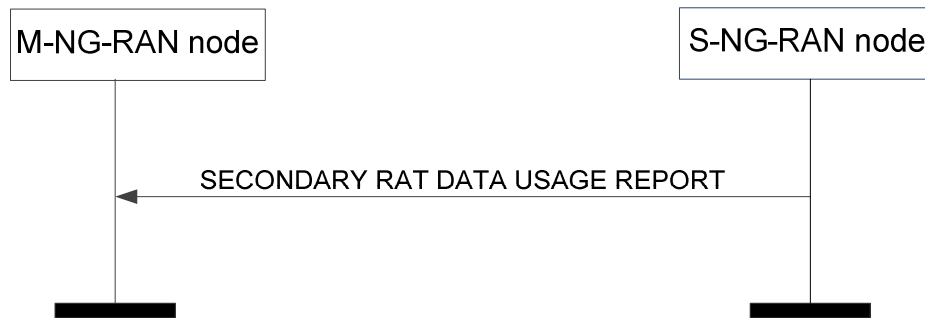 M-NG-RAN node
S-NG-RAN node
SECONDARY RAT DATA USAGE REPORT